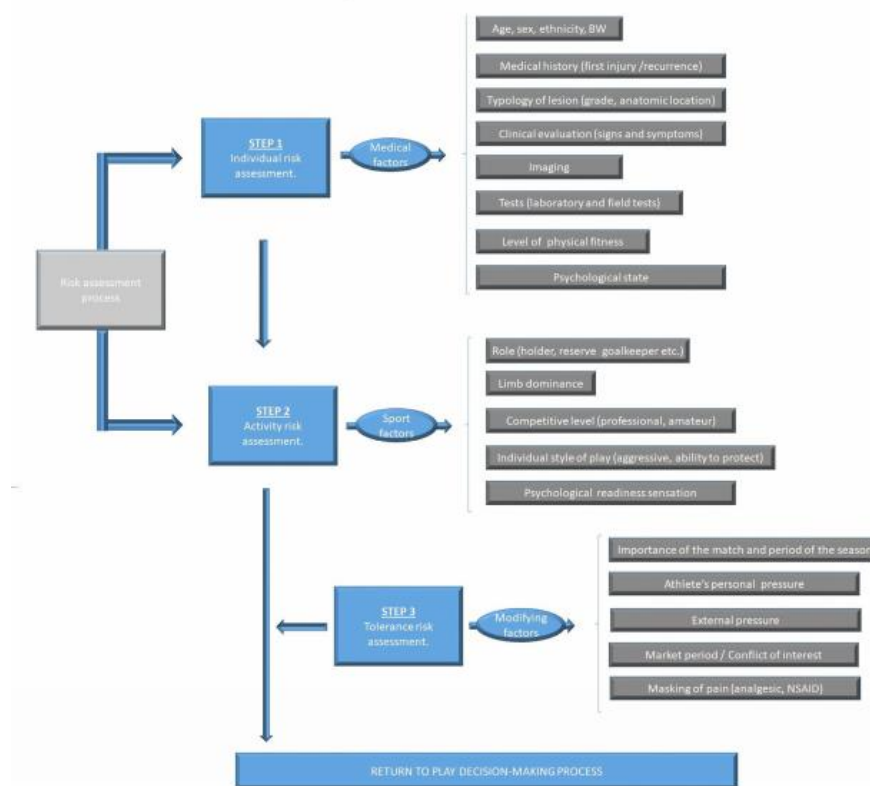 Age, sex, ethnicity, BW
Medical history (first injury /recurrence)
Typology of lesion (grade, anatomic location)
Clinical evaluation (signs and symptoms)
Imaging
Tests (laboratory and field tests)
Level of physical fitness
Psychological state
STEP 1
Individual risk
assessment.
Medical
factors
Risk assessment
process
STEP 2
Activity risk
assessment.
Sport
factors
Role (holder, reserve goalkeeper etc.)
Limb dominance
Competitive level (professional, amateur)
Individual style of play (aggressive, ability to protect)
Psychological readiness sensation
STEP 3
Tolerance risk
assessment.
Modifying
factors
Importance of the match and period of the season
Athlete's personal pressure
External pressure
Market period / Conflict of interest
Masking of pain (analgesic, NSAID)
RETURN TO PLAY DECISION-MAKING PROCESS